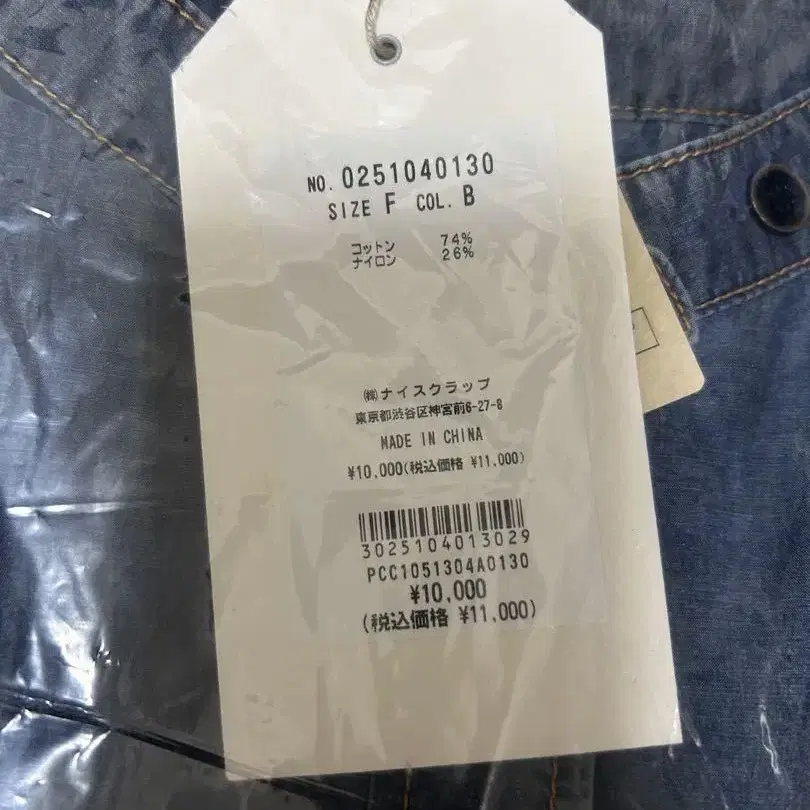 NO. 0251040130
SIZE F COL. B
コットン 74%
ナイロン 26%
㈱ナイスクラップ
東京都渋谷区神宮前6-27-8
MADE IN CHINA
¥10,000(税込価格 ¥11,000)
3025104013029
PCC1051304A0130
¥10,000
(税込価格 ¥11,000)